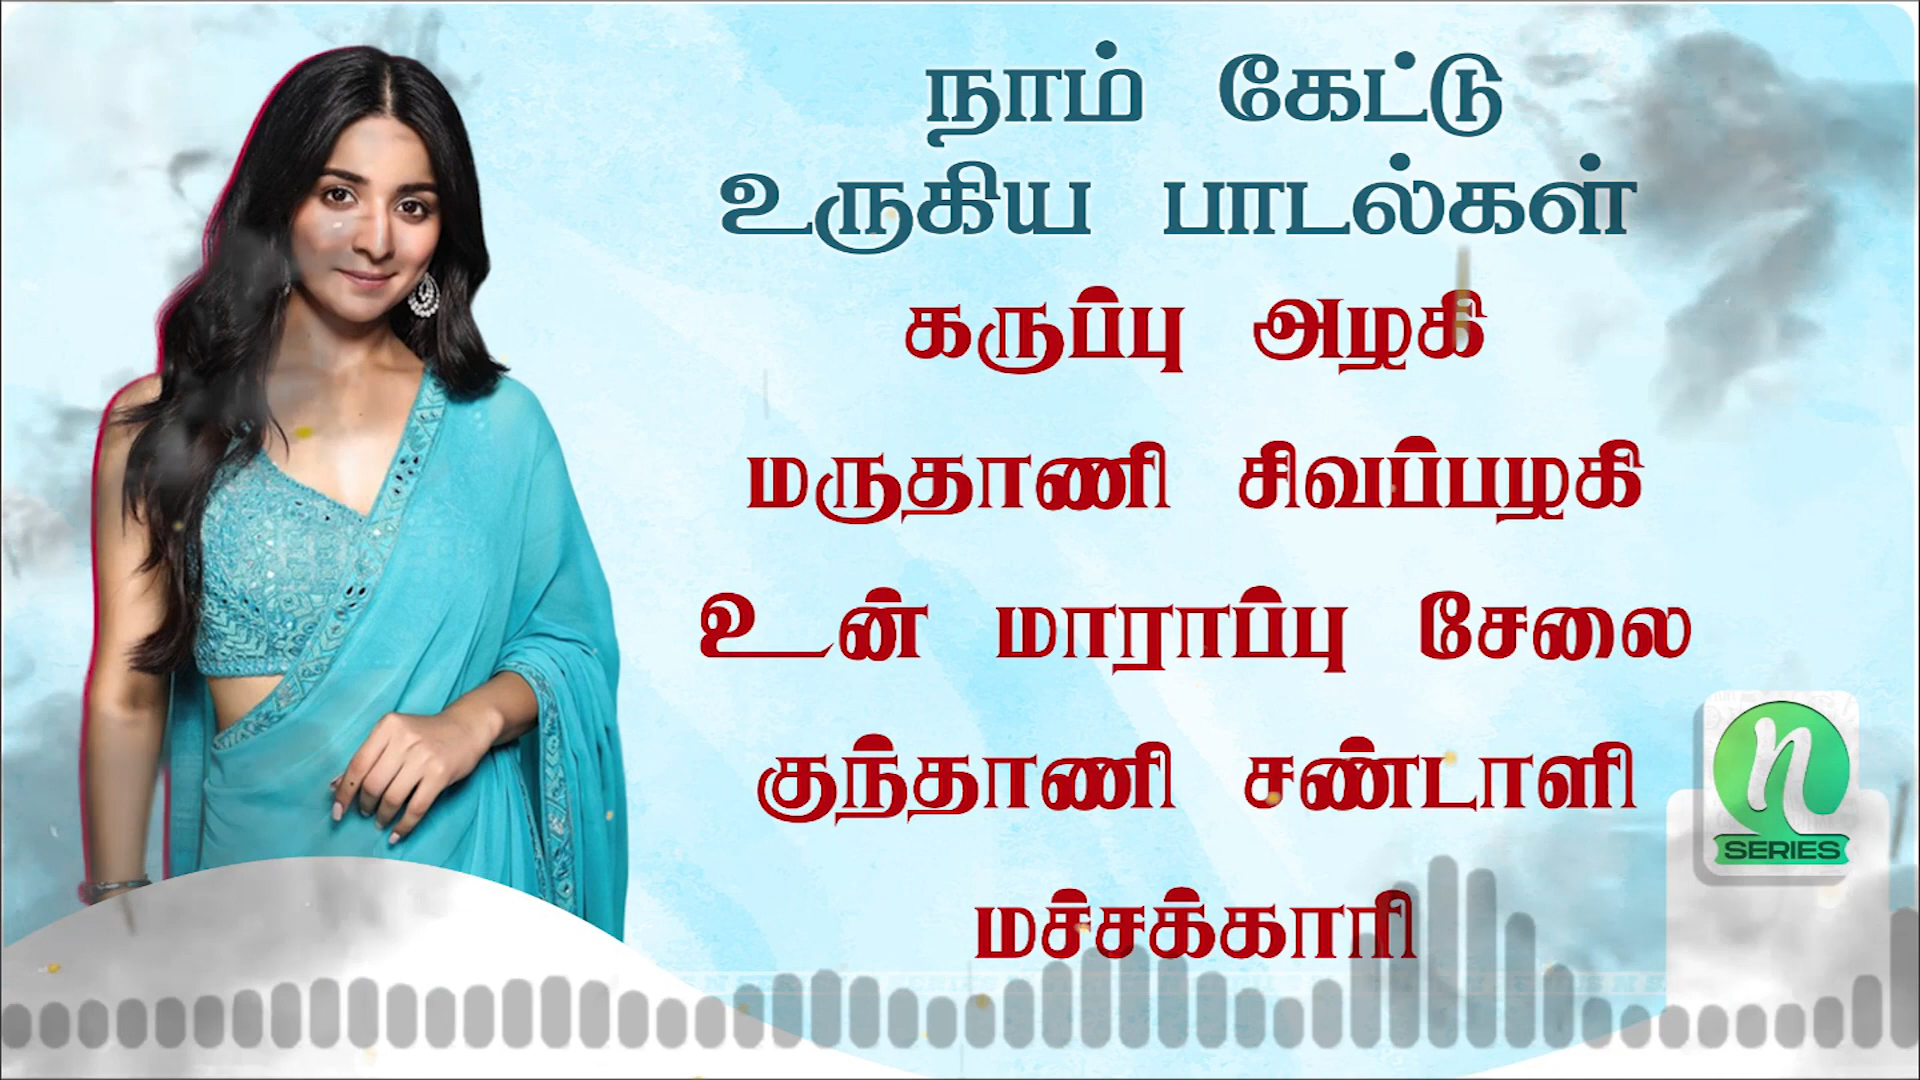 நாம் கேட்டு
உருகிய பாடல்கள்
கருப்பு அழகி
மருதாணி சிவப்பழகி
உன் மாராப்பு சேலை
குந்தாணி சண்டாளி
மச்சக்காரி
n
SERIES